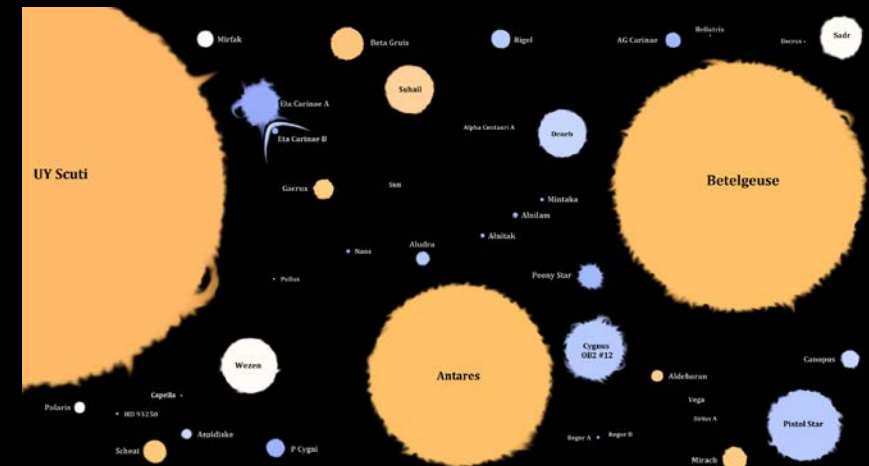 Mirfak
Beta Gruis
Rigel
AG Carinae
Bellatrix
Becrux
Sadr
Suhail
Eta Carinae A
Alpha Centauri A
Deneb
Eta Carinae B
UY Scuti
Gacrux
Sun
Betelgeuse
Mintaka
Alnilam
Alnitak
Aludra
Naos
Peony Star
Pollux
Cygnus
OB2 #12
Canopus
Wezen
Antares
Aldebaran
Capella
Vega
Polaris
HD 93250
Sirius A
Pistol Star
Aspidiske
Regor A
Regor B
Scheat
P Cygni
Mirach